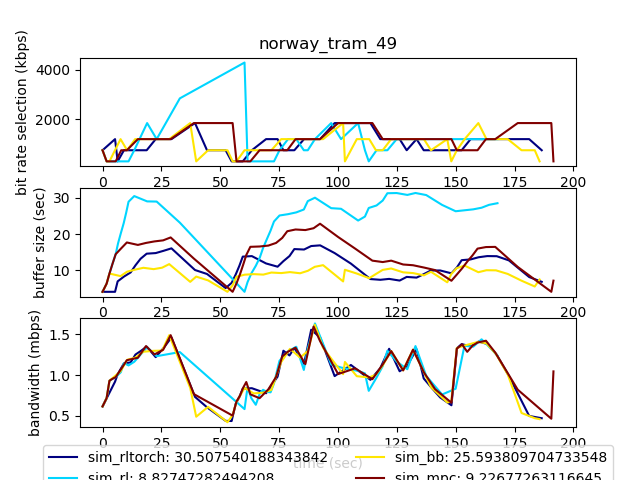 norway_tram_49
bit rate selection (kbps)
4000
2000
0 25 50 75 100 125 150 175 200
buffer size (sec)
30
20
10
0 25 50 75 100 125 150 175 200
bandwidth (mbps)
1.5
1.0
0.5
0 25 50 75 100 125 150 175 200
time (sec)
sim_rltorch: 30.507540188343842 sim_bb: 25.593809704733548
sim_rl: 8.82747282494208 sim_mpc: 9.22677263116645